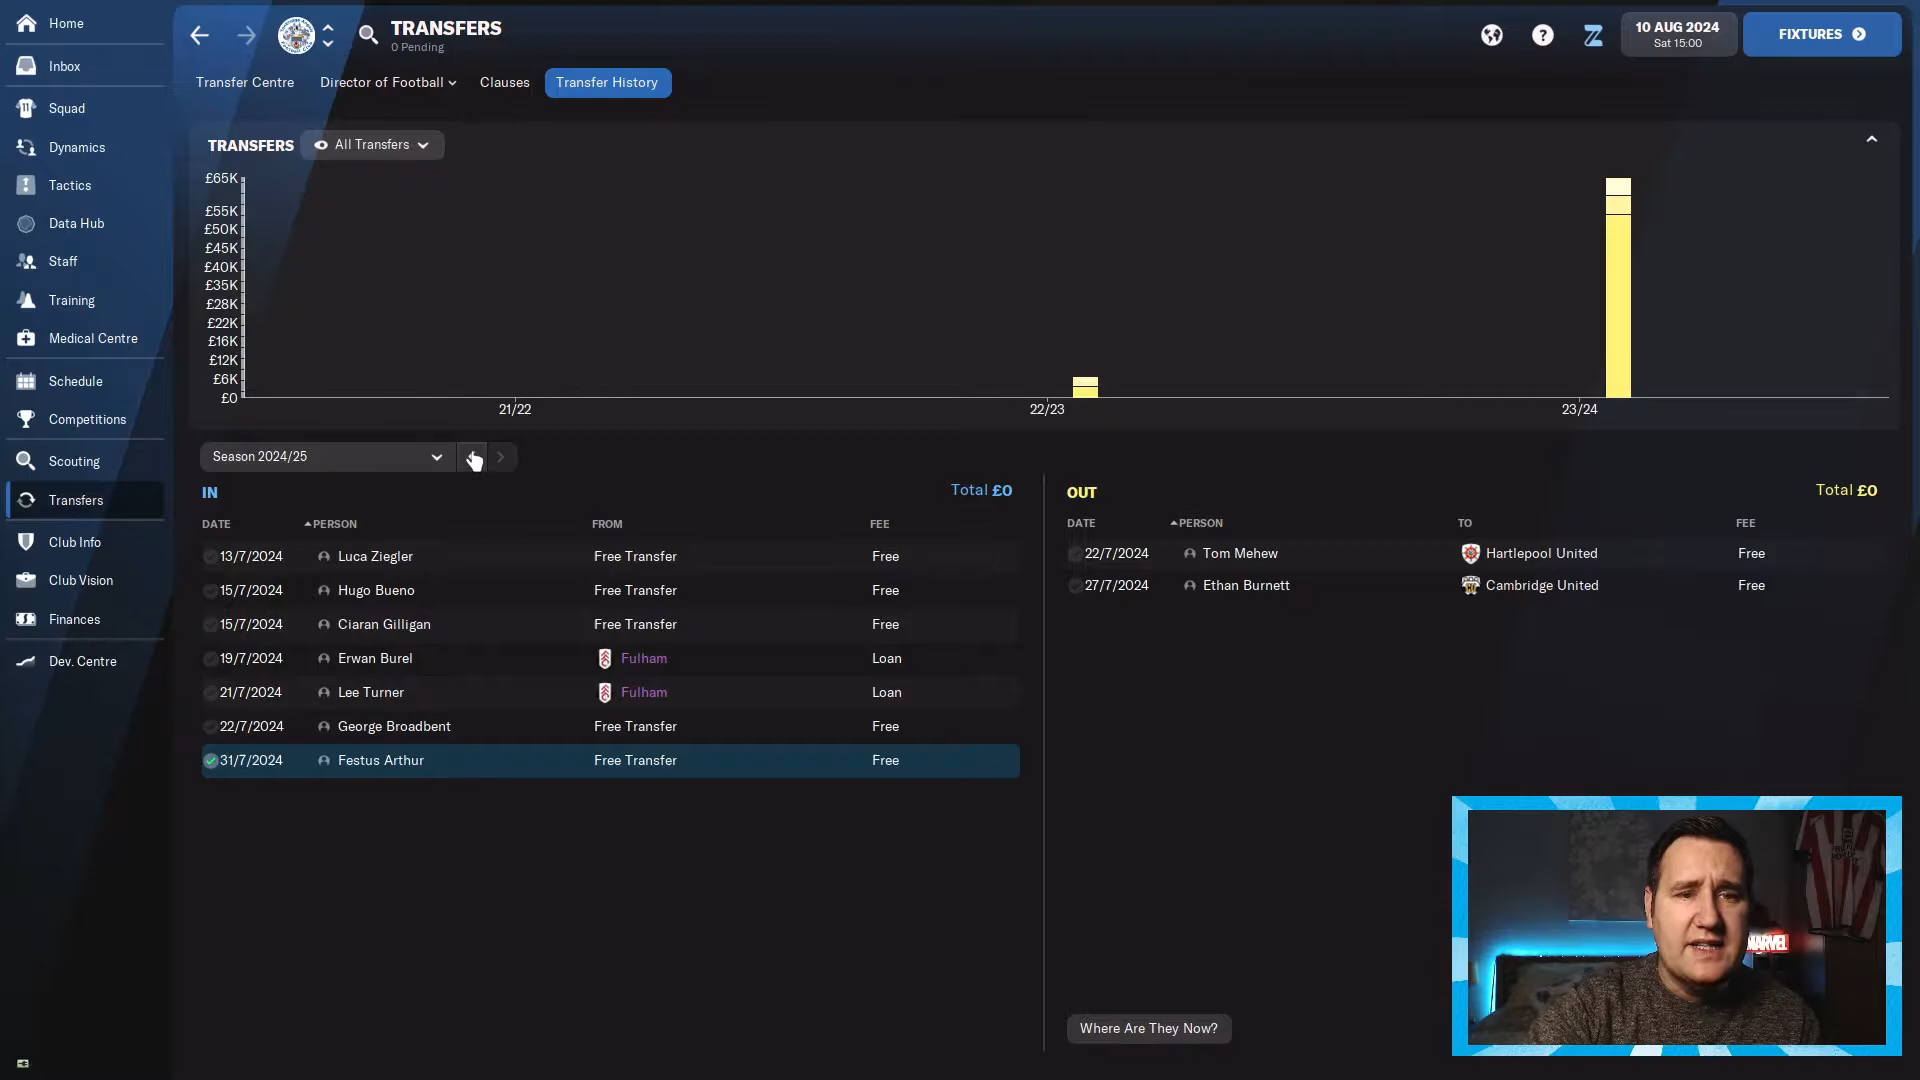 Home
Inbox
Squad
Dynamics
Tactics
Data Hub
Staff
Training
Medical Centre
Schedule
Competitions
Scouting
Transfers
Club Info
Club Vision
Finances
Dev. Centre
TRANSFERS
0 Pending
10 AUG 2024
Sat 15:00
FIXTURES
Transfer Centre
Director of Football
Clauses
Transfer History
TRANSFERS
All Transfers
£65K
£55K
£50K
£45K
£40K
£35K
£28K
£22K
£16K
£12K
£6K
£0
21/22
22/23
23/24
Season 2024/25
IN Total £0
DATE PERSON FROM FEE
13/7/2024 Luca Ziegler Free Transfer Free
15/7/2024 Hugo Bueno Free Transfer Free
15/7/2024 Ciaran Gilligan Free Transfer Free
19/7/2024 Erwan Burel Fulham Loan
21/7/2024 Lee Turner Fulham Loan
22/7/2024 George Broadbent Free Transfer Free
31/7/2024 Festus Arthur Free Transfer Free
OUT Total £0
DATE PERSON TO FEE
22/7/2024 Tom Mehew Hartlepool United Free
27/7/2024 Ethan Burnett Cambridge United Free
Where Are They Now?
MARVEL